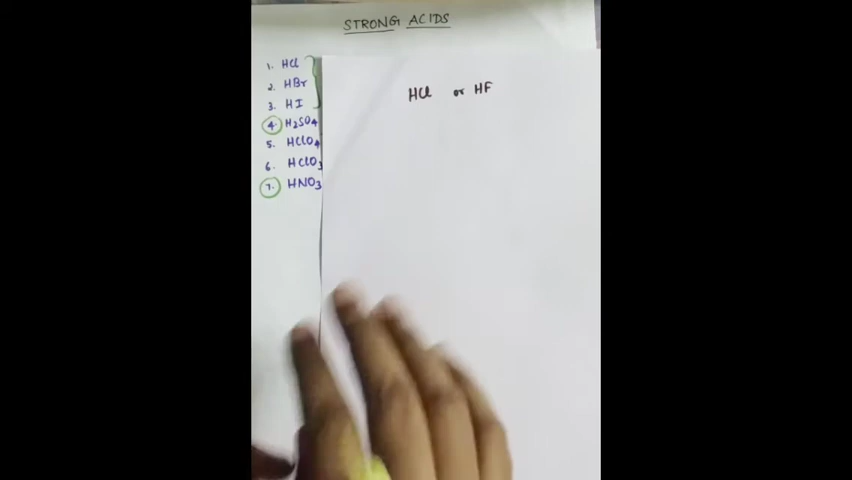 STRONG ACIDS
1. HCl
2. HBr
3. HI
4. H₂SO₄
5. HClO₄
6. HClO₃
7. HNO₃
HCl or HF